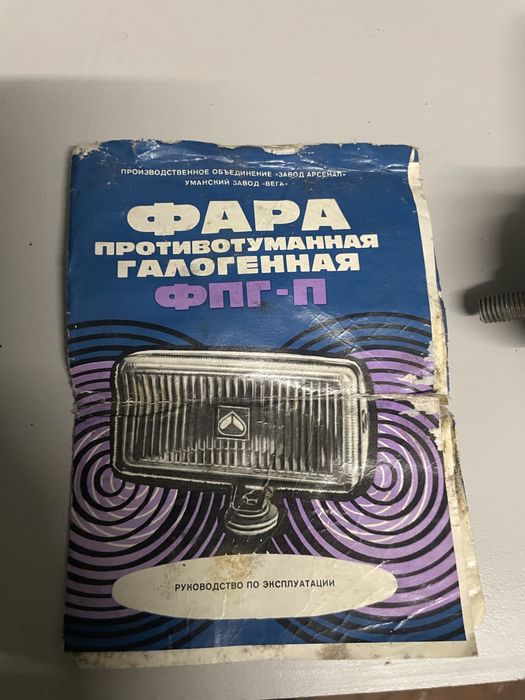 ПРОИЗВОДСТВЕННОЕ ОБЪЕДИНЕНИЕ «ЗАВОД АРСЕНАЛ»
УМАНСКИЙ ЗАВОД «ВЕГА»
ФАРА
ПРОТИВОТУМАННАЯ
ГАЛОГЕННАЯ
ФПГ-П
РУКОВОДСТВО ПО ЭКСПЛУАТАЦИИ